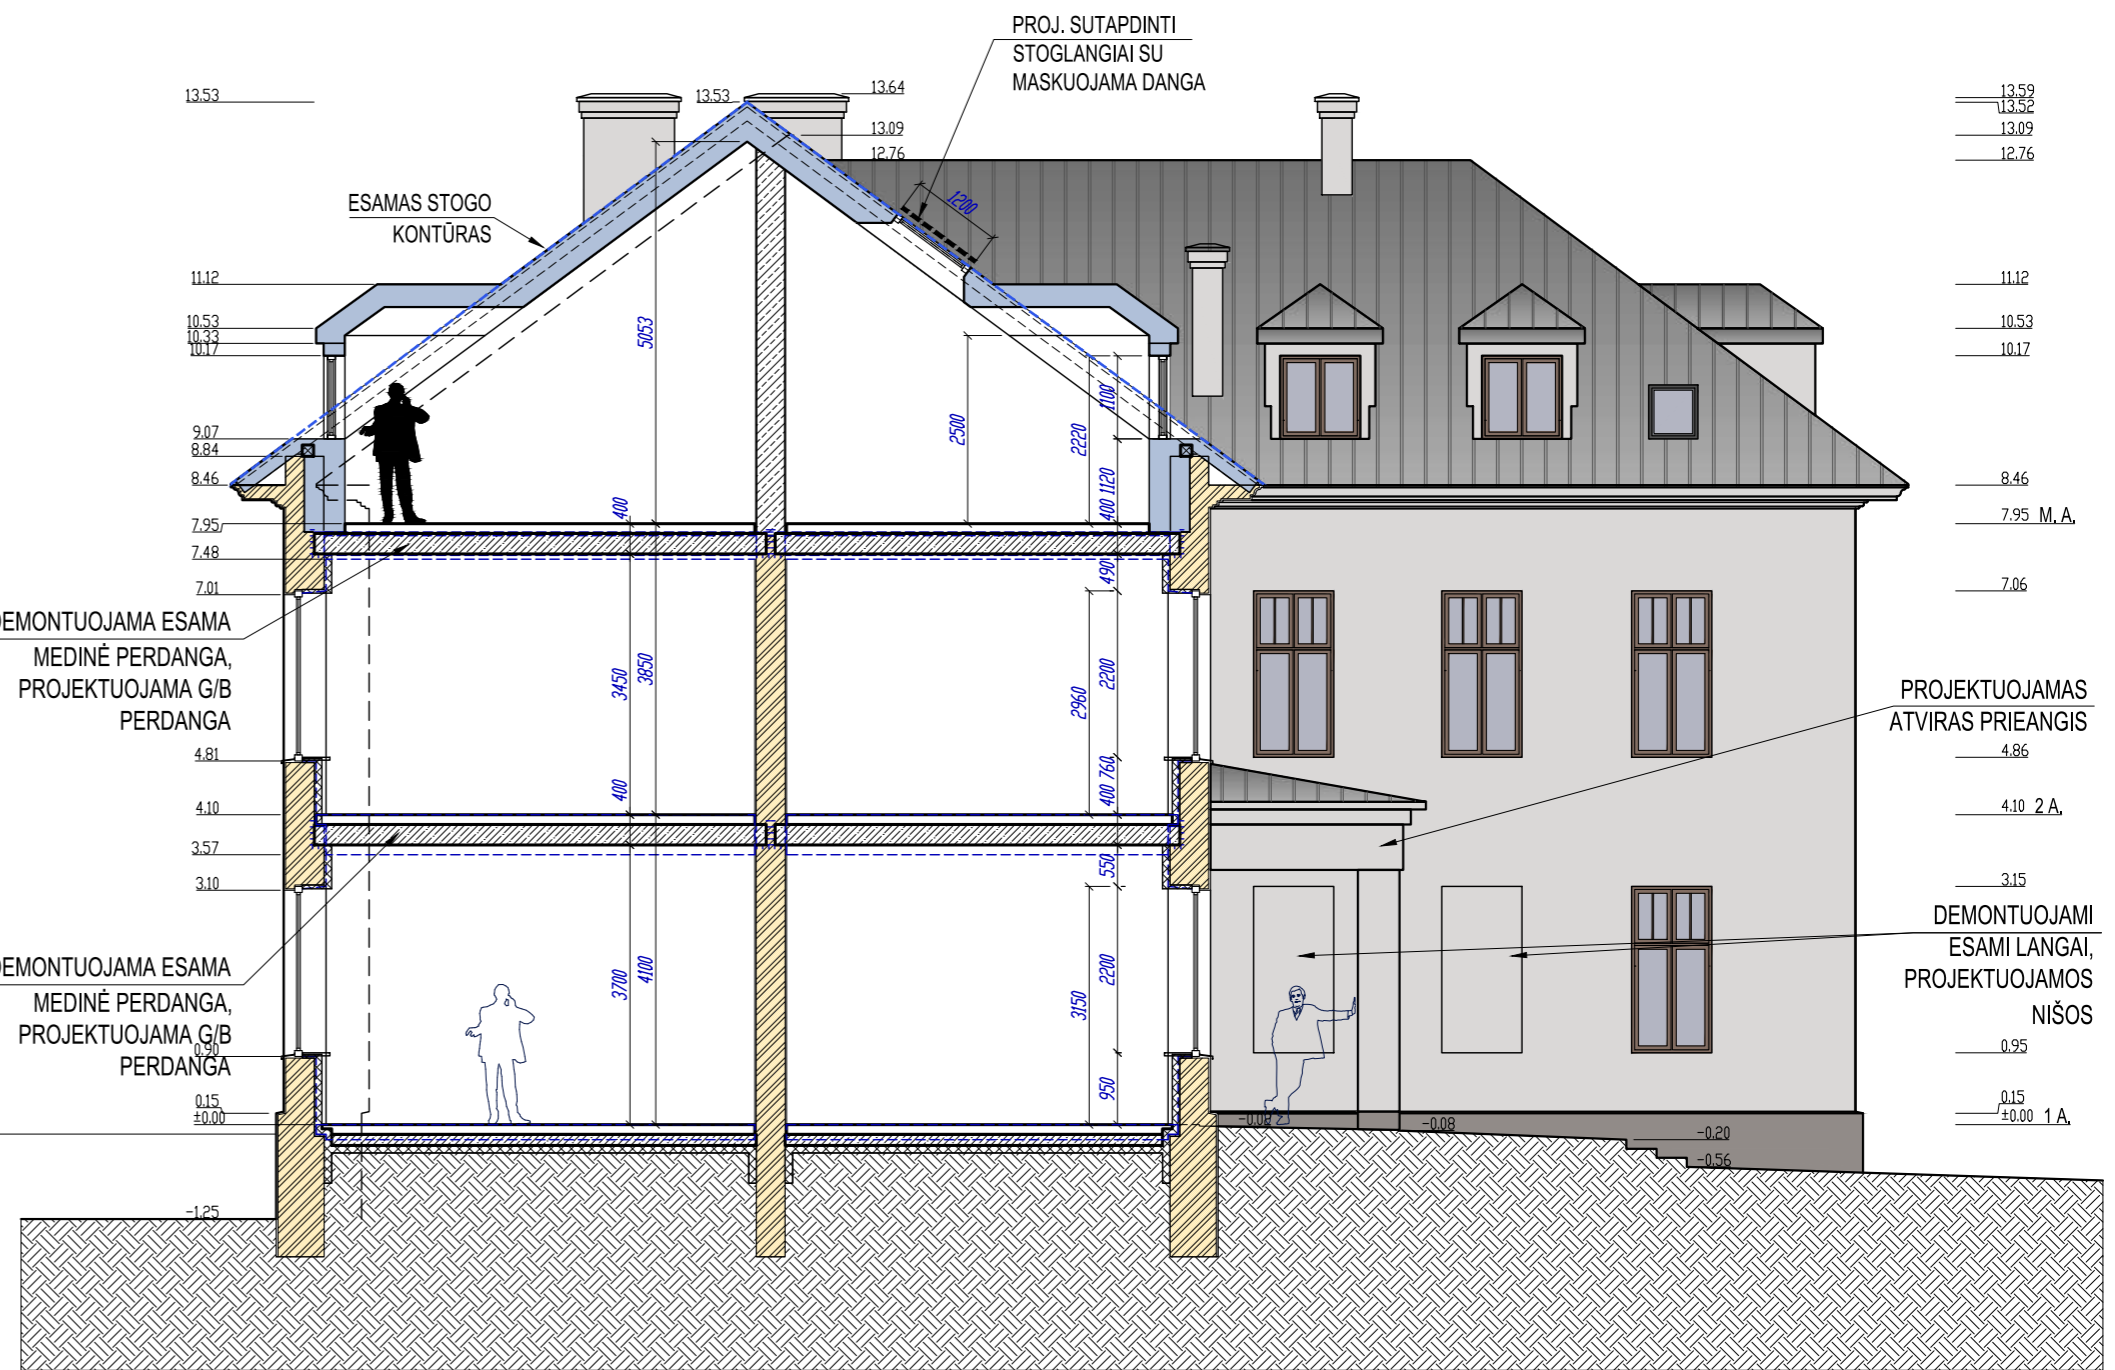 PROJ. SUTAPDINTI
STOGLANGIAI SU
MASKUOJAMA DANGA
13.53
13.53
13.64
13.09
12.76
13.59
13.52
13.09
12.76
ESAMAS STOGO
KONTŪRAS
1200
11.12
10.53
10.33
10.17
11.12
10.53
10.17
5053
2500
2220
1100
1120
400
400
9.07
8.84
8.46
7.95
7.48
7.01
8.46
7.95 M.A.
7.06
DEMONTUOJAMA ESAMA
MEDINĖ PERDANGA,
PROJEKTUOJAMA G/B
PERDANGA
490
3450
3850
2960
2200
760
400
400
PROJEKTUOJAMAS
ATVIRAS PRIEANGIS
4.81
4.10
3.57
3.10
4.86
4.10 2 A.
3.15
550
3700
4100
3150
2200
950
DEMONTUOJAMI
ESAMI LANGAI,
PROJEKTUOJAMOS
NIŠOS
DEMONTUOJAMA ESAMA
MEDINĖ PERDANGA,
PROJEKTUOJAMA G/B
PERDANGA
0.90
0.15
±0.00
0.95
0.15
±0.00 1 A.
-0.08
-0.08
-0.20
-0.56
-1.25